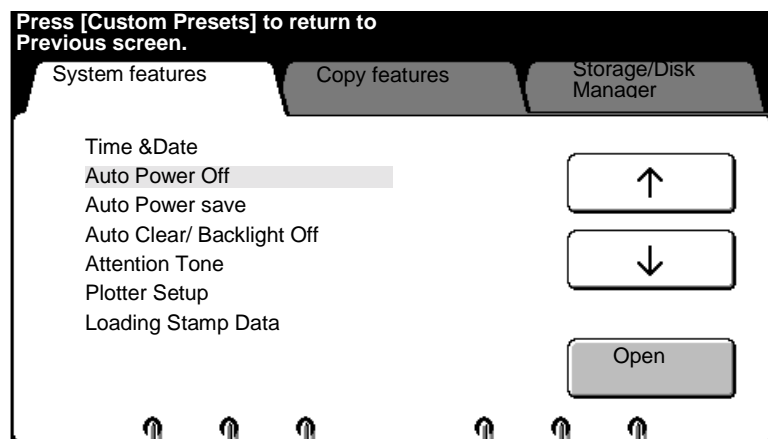 Press [Custom Presets] to return to
Previous screen.
System features
Copy features
Storage/Disk
Manager
Time &Date
Auto Power Off
Auto Power save
Auto Clear/ Backlight Off
Attention Tone
Plotter Setup
Loading Stamp Data
Open